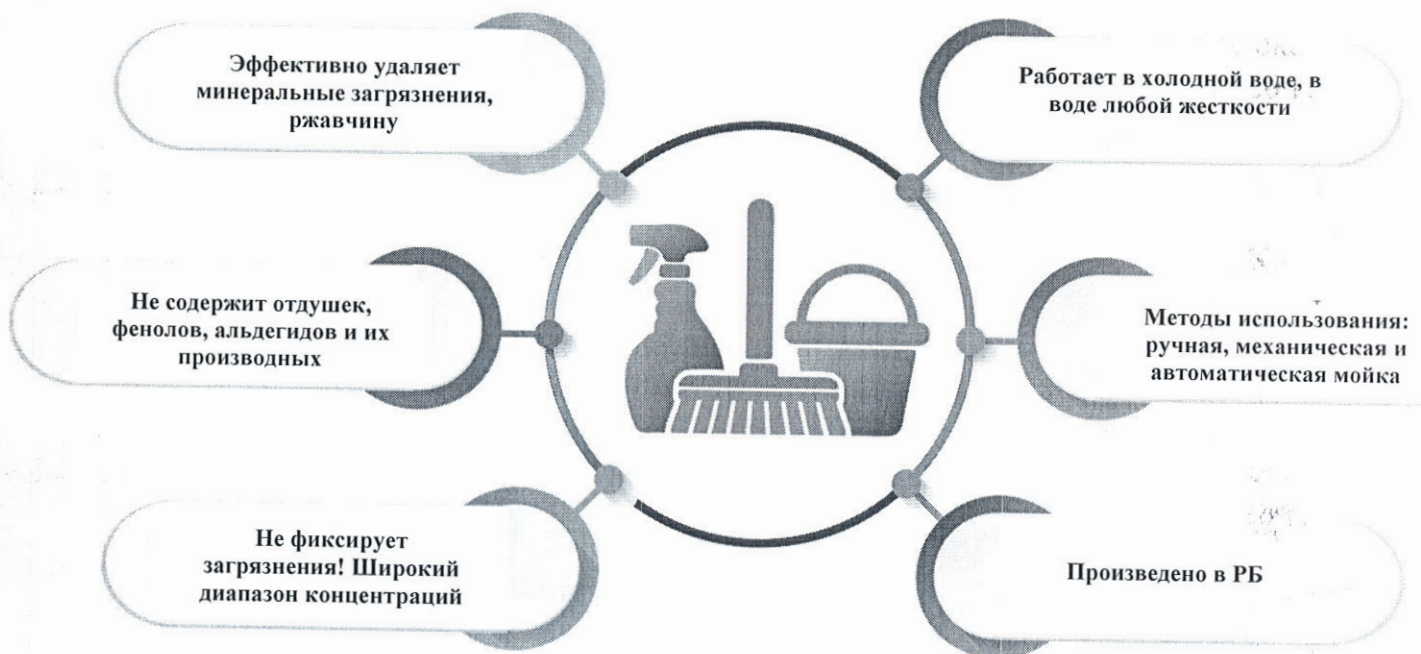 Эффективно удаляет
минеральные загрязнения,
ржавчину
Работает в холодной воде, в
воде любой жесткости
Не содержит отдушек,
фенолов, альдегидов и их
производных
Методы использования:
ручная, механическая и
автоматическая мойка
Не фиксирует
загрязнения! Широкий
диапазон концентраций
Произведено в РБ